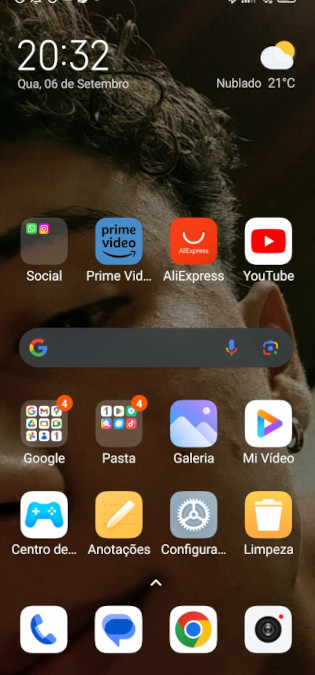 20:32
Qua, 06 de Setembro
Nublado 21°C
prime video
AliExpress
Social Prime Vid... AliExpress YouTube
4 4
Google Pasta Galeria Mi Vídeo
Centro de... Anotações Configura... Limpeza